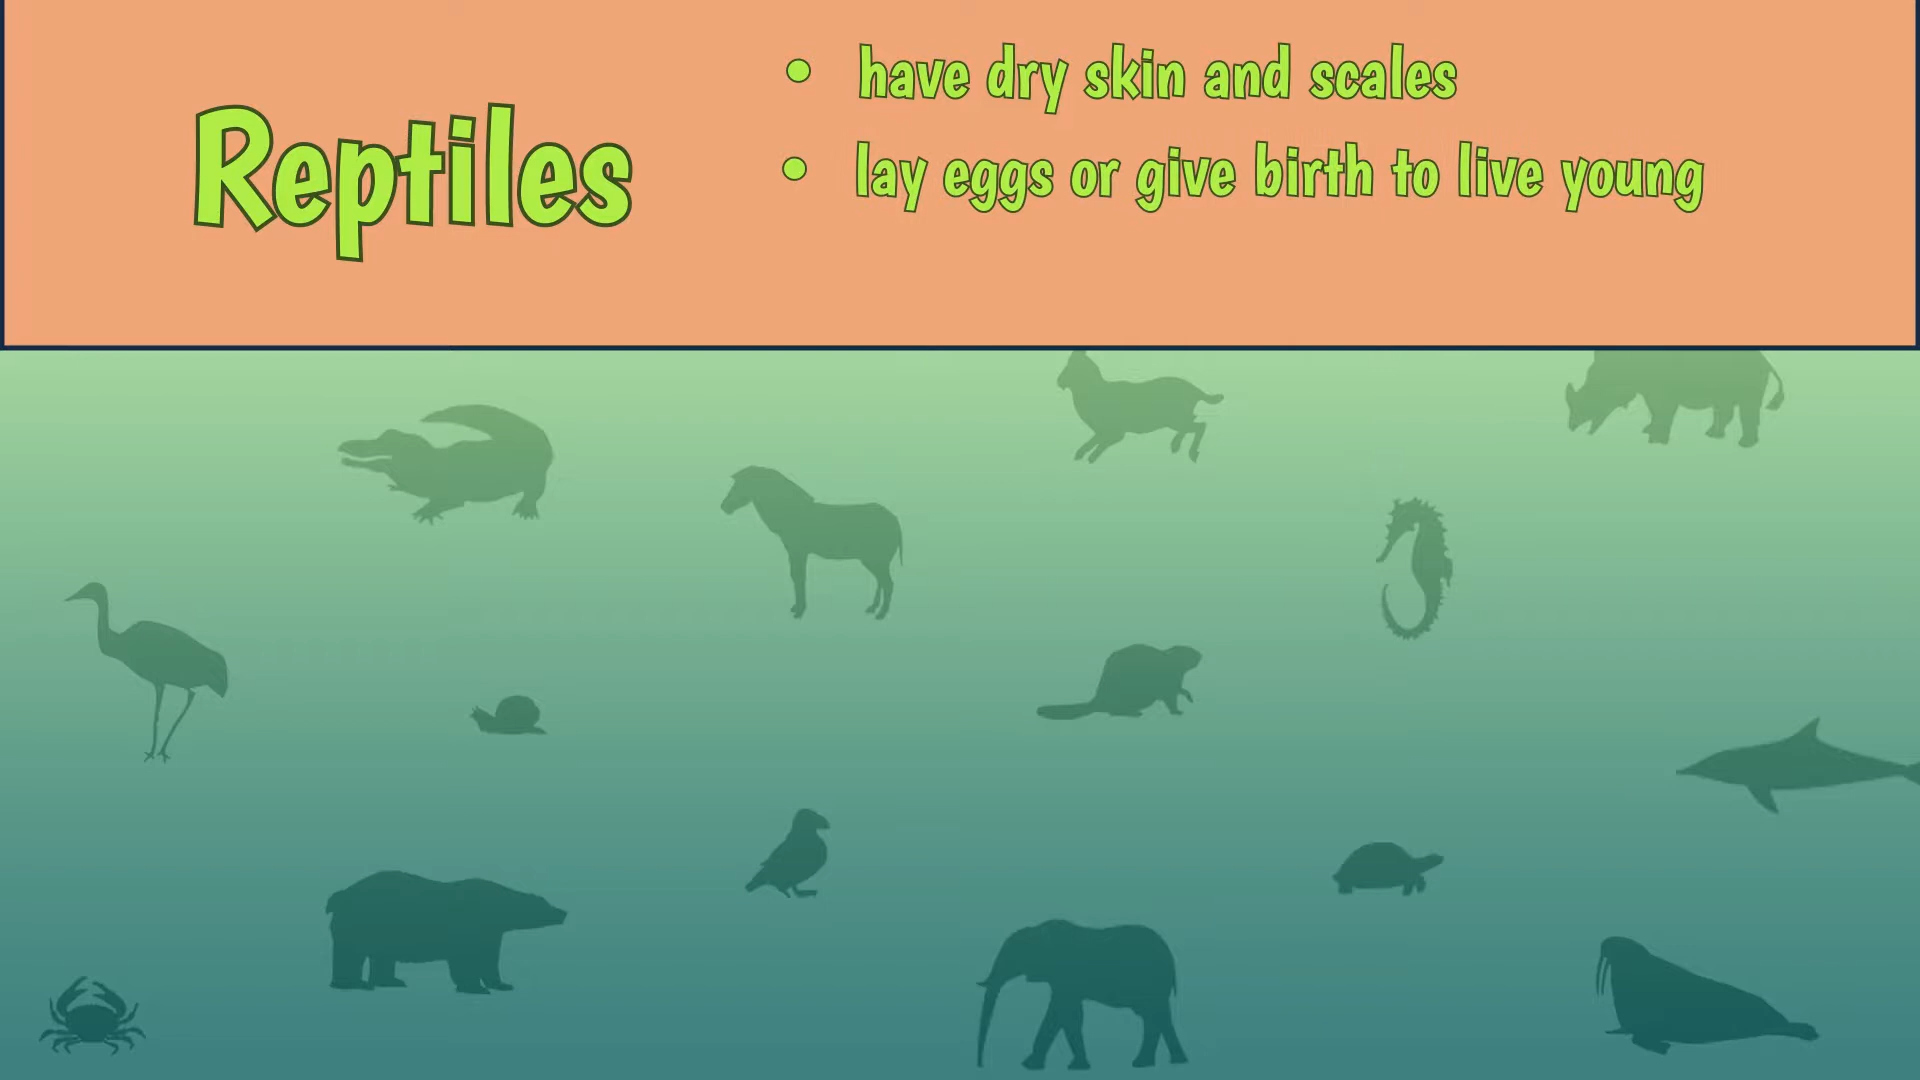 Reptiles
• have dry skin and scales
• lay eggs or give birth to live young